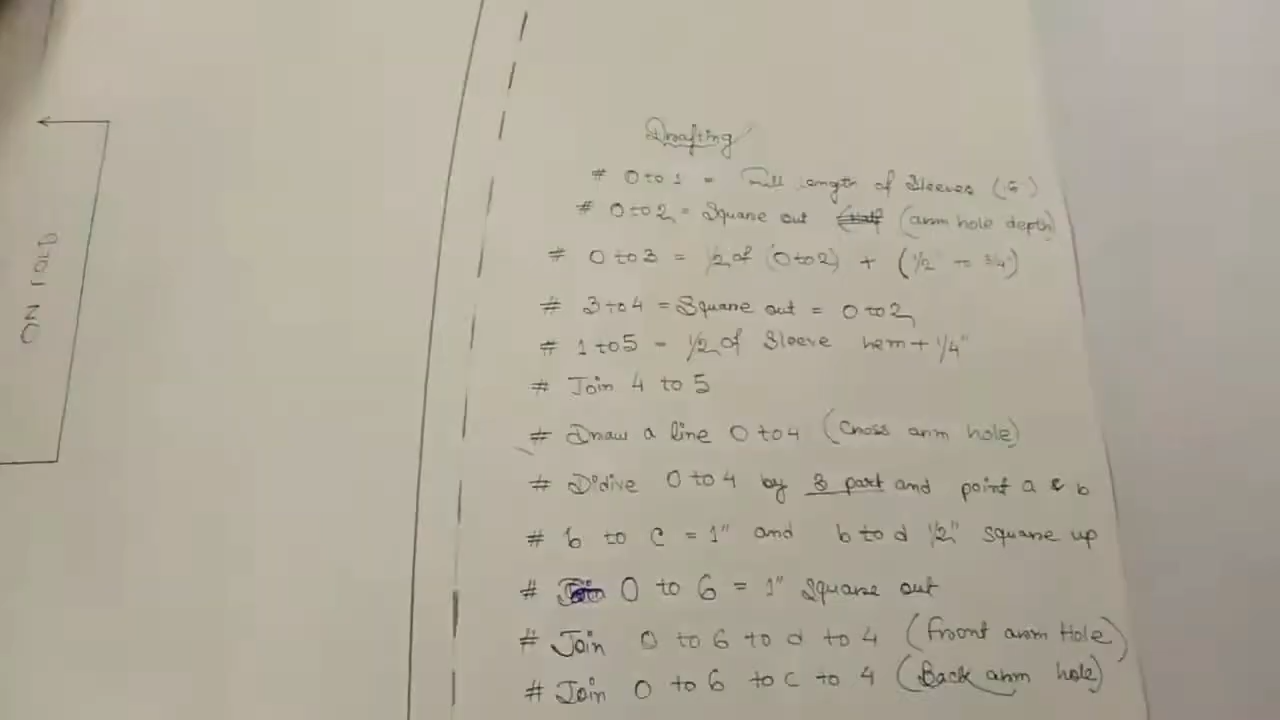 Drafting
# 0 to 1 = Full length of Sleeves
# 0 to 2 = Square out (arm hole depth)
# 0 to 3 = 1/2 of (0 to 2) + (1/2" - 3/4")
# 3 to 4 = Square out = 0 to 2
# 1 to 5 = 1/2 of Sleeve hem + 1/4"
# Join 4 to 5
# Draw a line 0 to 4 (Cross arm hole)
# Didive 0 to 4 by 3 part and point a & b
# b to c = 1" and b to d 1/2" square up
# 0 to 6 = 1" Square out
# Join 0 to 6 to d to 4 (Front arm Hole)
# Join 0 to 6 to c to 4 (Back arm hole)